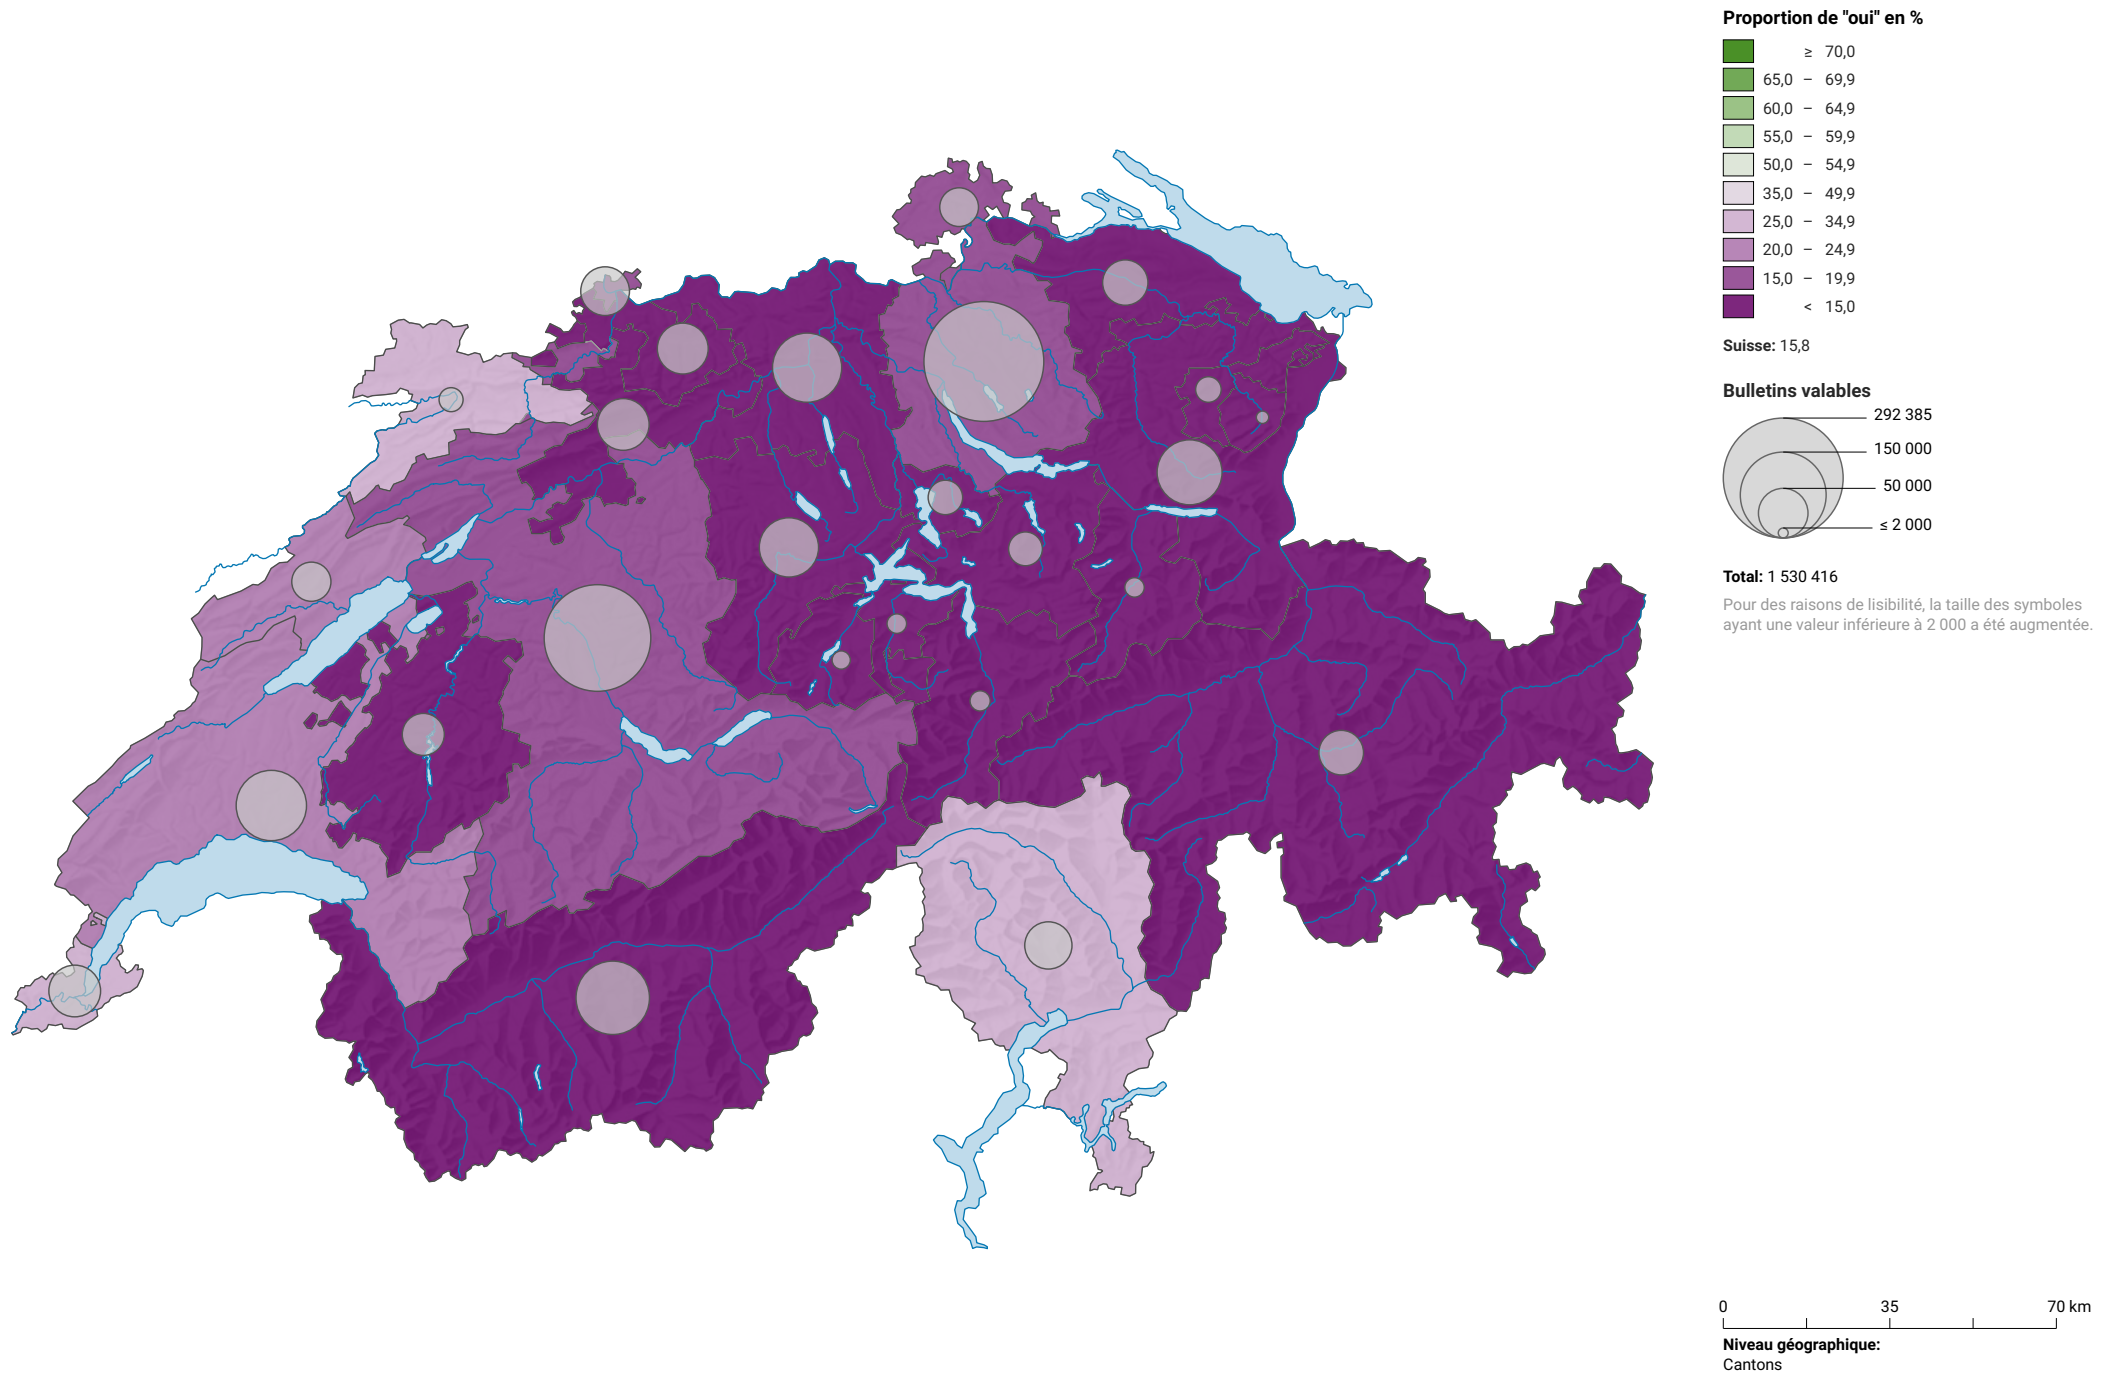 Proportion de "oui" en %
≥ 70,0
65,0 – 69,9
60,0 – 64,9
55,0 – 59,9
50,0 – 54,9
35,0 – 49,9
25,0 – 34,9
20,0 – 24,9
15,0 – 19,9
< 15,0
Suisse: 15,8
Bulletins valables
292 385
150 000
50 000
≤ 2 000
Total: 1 530 416
Pour des raisons de lisibilité, la taille des symboles
ayant une valeur inférieure à 2 000 a été augmentée.
0 35 70 km
Niveau géographique:
Cantons